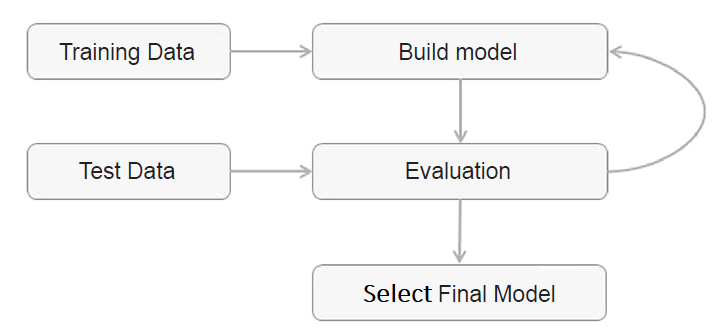 Training Data
Build model
Test Data
Evaluation
Select Final Model